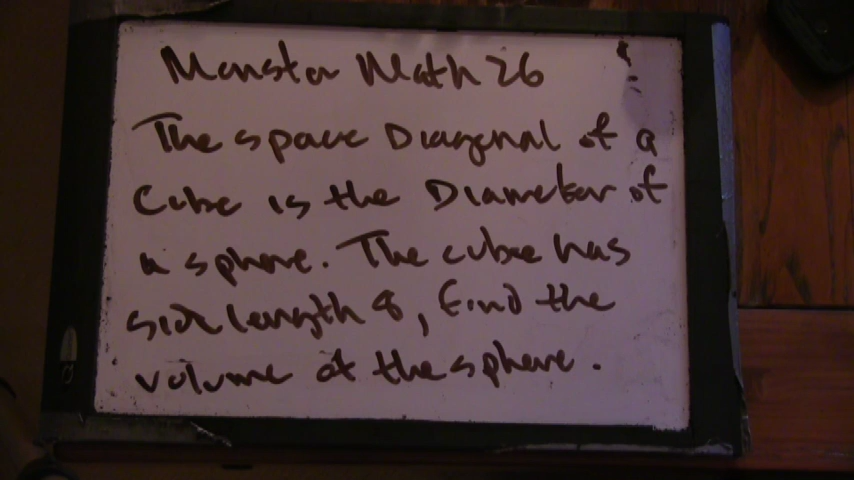 Monster Math 26
The space Diagonal of a
Cube is the Diameter of
a sphere. The cube has
side length 8, find the
volume of the sphere.